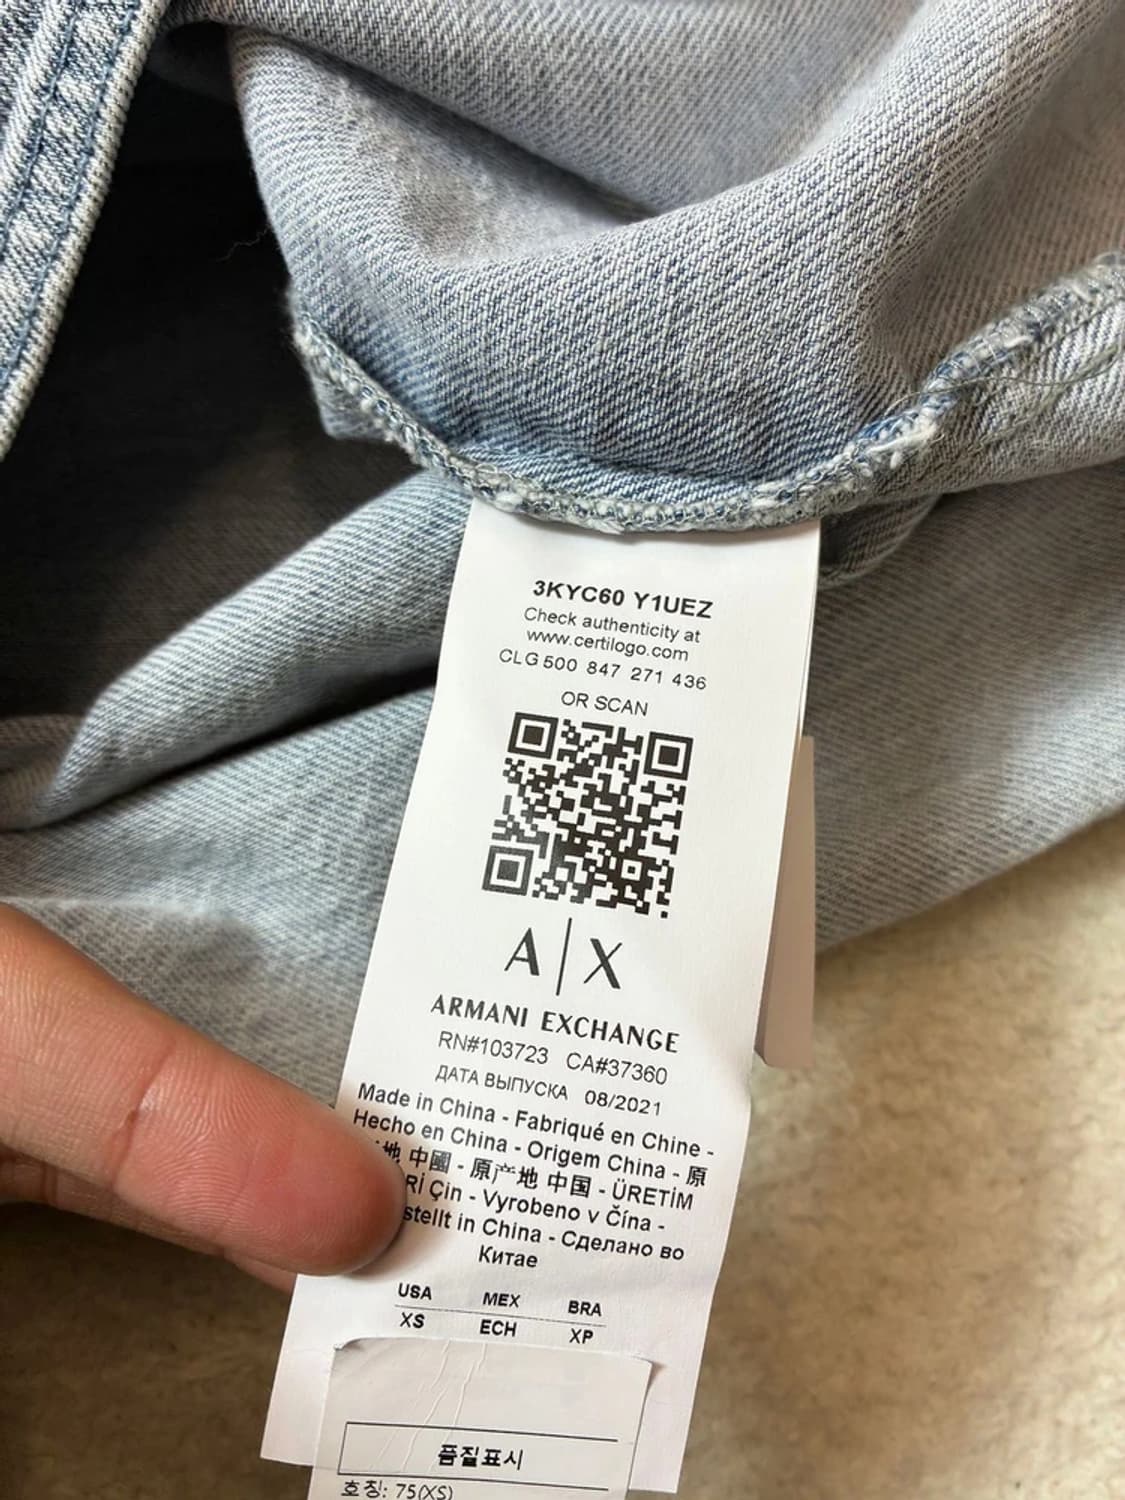 3KYC60 Y1UEZ
Check authenticity at
www.certilogo.com
CLG 500 847 271 436
OR SCAN
A|X
ARMANI EXCHANGE
RN#103723 CA#37360
ДАТА ВЫПУСКА 08/2021
Made in China - Fabriqué en Chine -
Hecho en China - Origem China - 原
地 中國 - 原产地 中国 - ÜRETİM
Rİ Çin - Vyrobeno v Čína -
stellt in China - Сделано во
Китае
USA MEX BRA
XS ECH XP
품질표시
호칭: 75(XS)